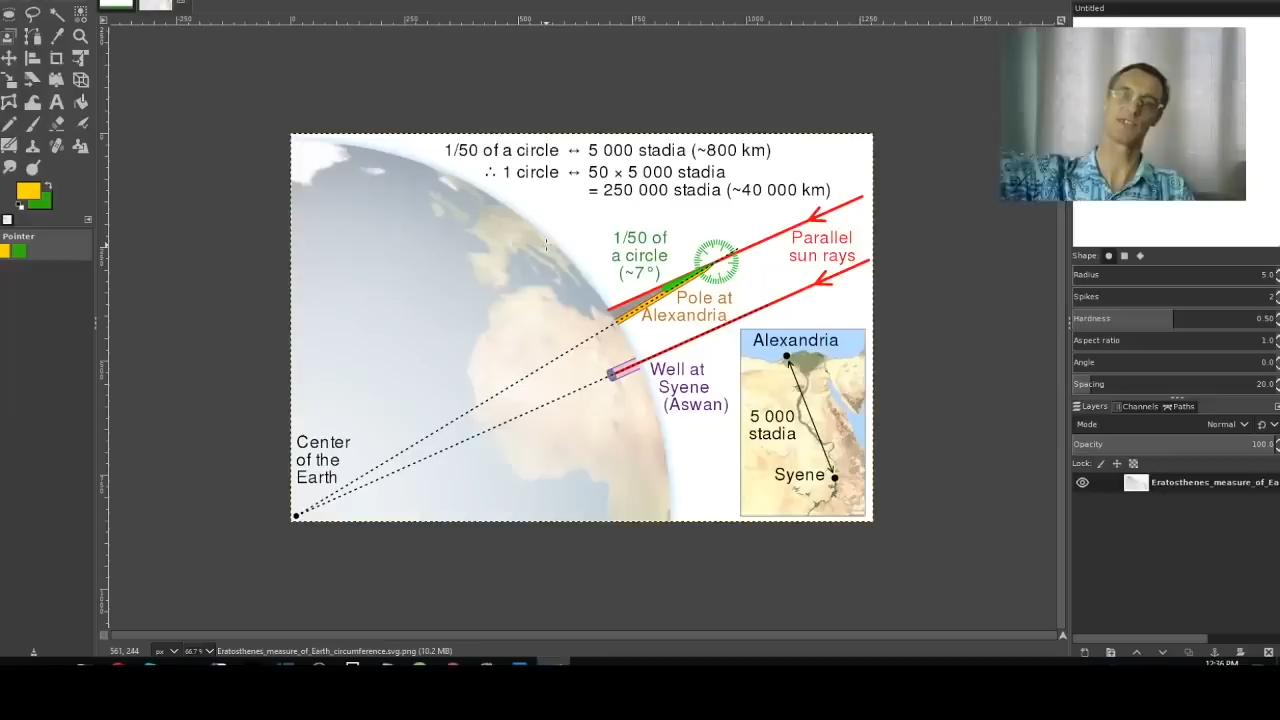 -250
0
250
500
750
1000
1250
1500
Untitled
1/50 of a circle ↔ 5 000 stadia (~800 km)
∴ 1 circle ↔ 50 × 5 000 stadia
= 250 000 stadia (~40 000 km)
1/50 of
a circle
(~7°)
Parallel
sun rays
Pole at
Alexandria
Well at
Syene
(Aswan)
Alexandria
5 000
stadia
Syene
Center
of the
Earth
Pointer
Shape:
Radius 5.0
Spikes 2
Hardness 0.50
Aspect ratio 1.0
Angle 0.0
Spacing 20.0
Layers Channels Paths
Mode Normal
Opacity 100.0
Lock:
Eratosthenes_measure_of_Ea
561, 244 px 66.7 % Eratosthenes_measure_of_Earth_circumference.svg.png (10.2 MB)
12:36 PM